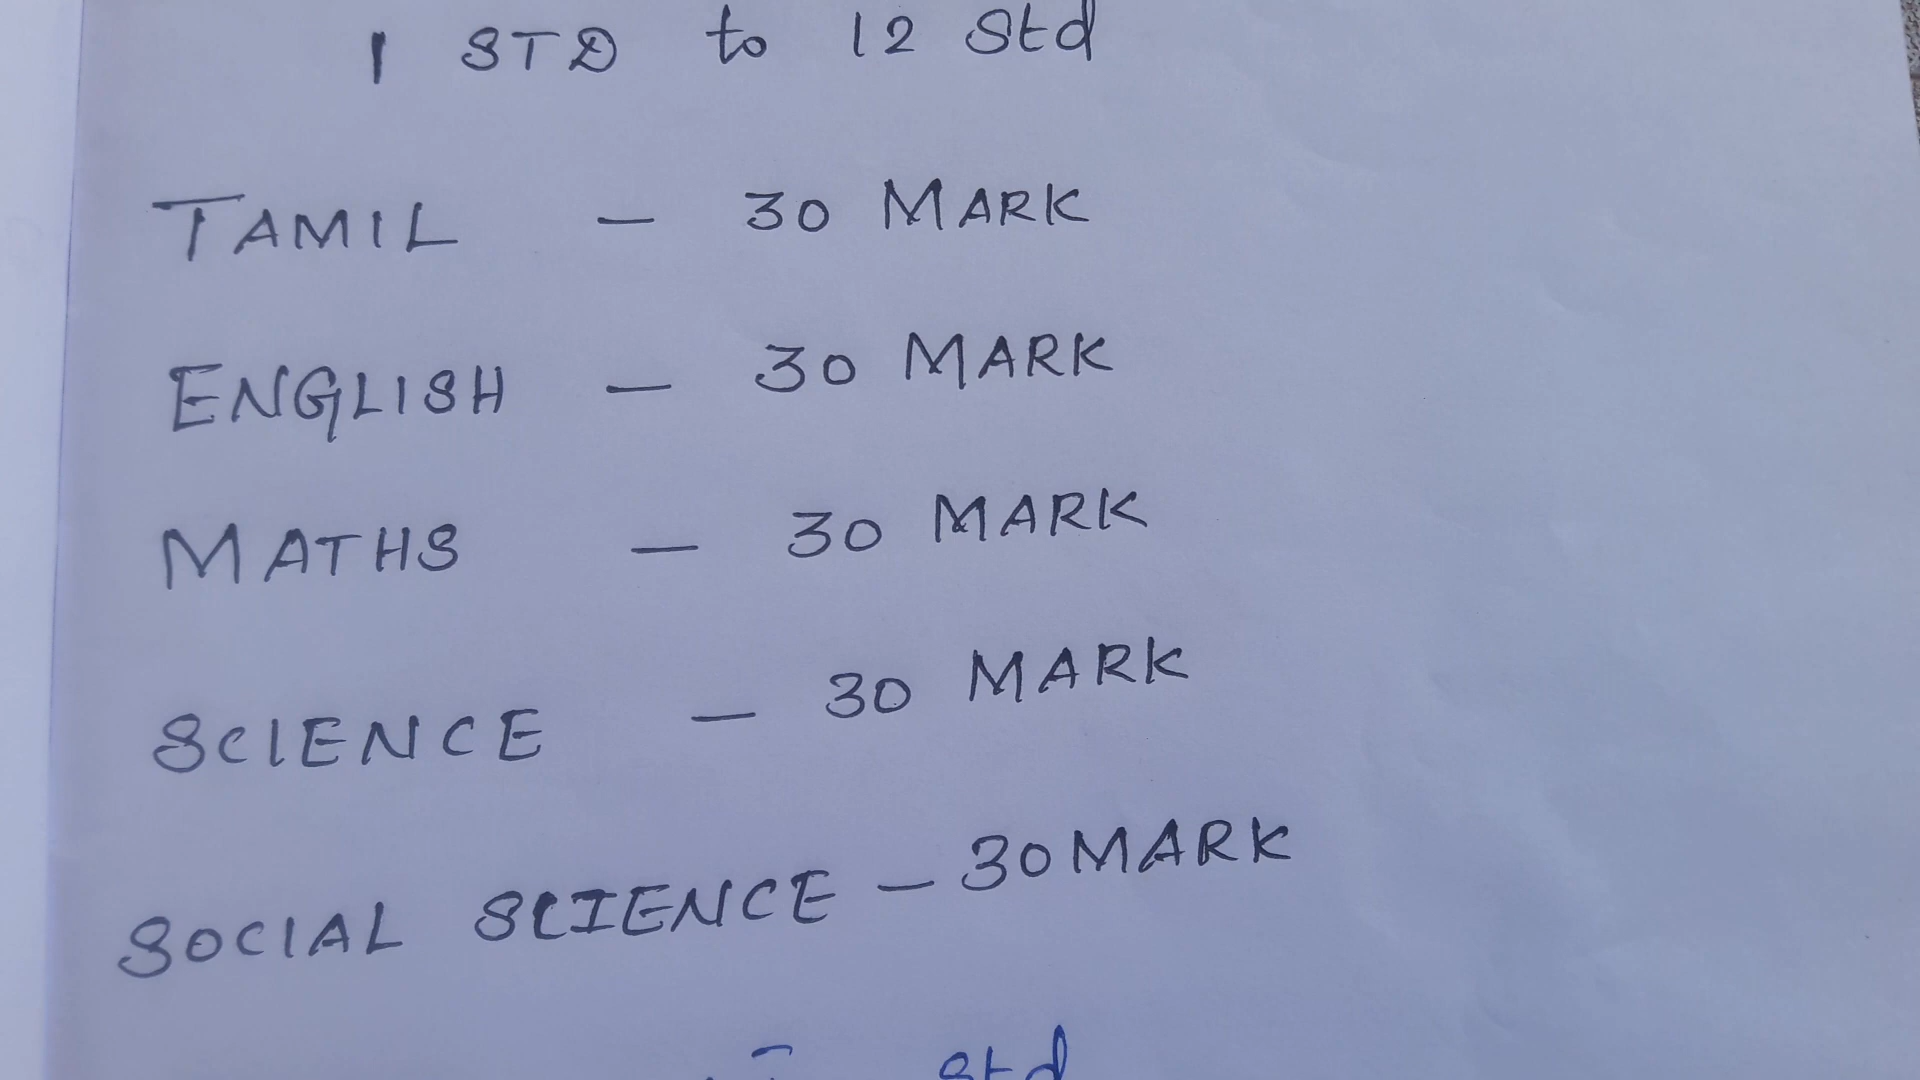 1 STD to 12 Std
TAMIL - 30 MARK
ENGLISH - 30 MARK
MATHS - 30 MARK
SCIENCE - 30 MARK
SOCIAL SCIENCE - 30 MARK
std